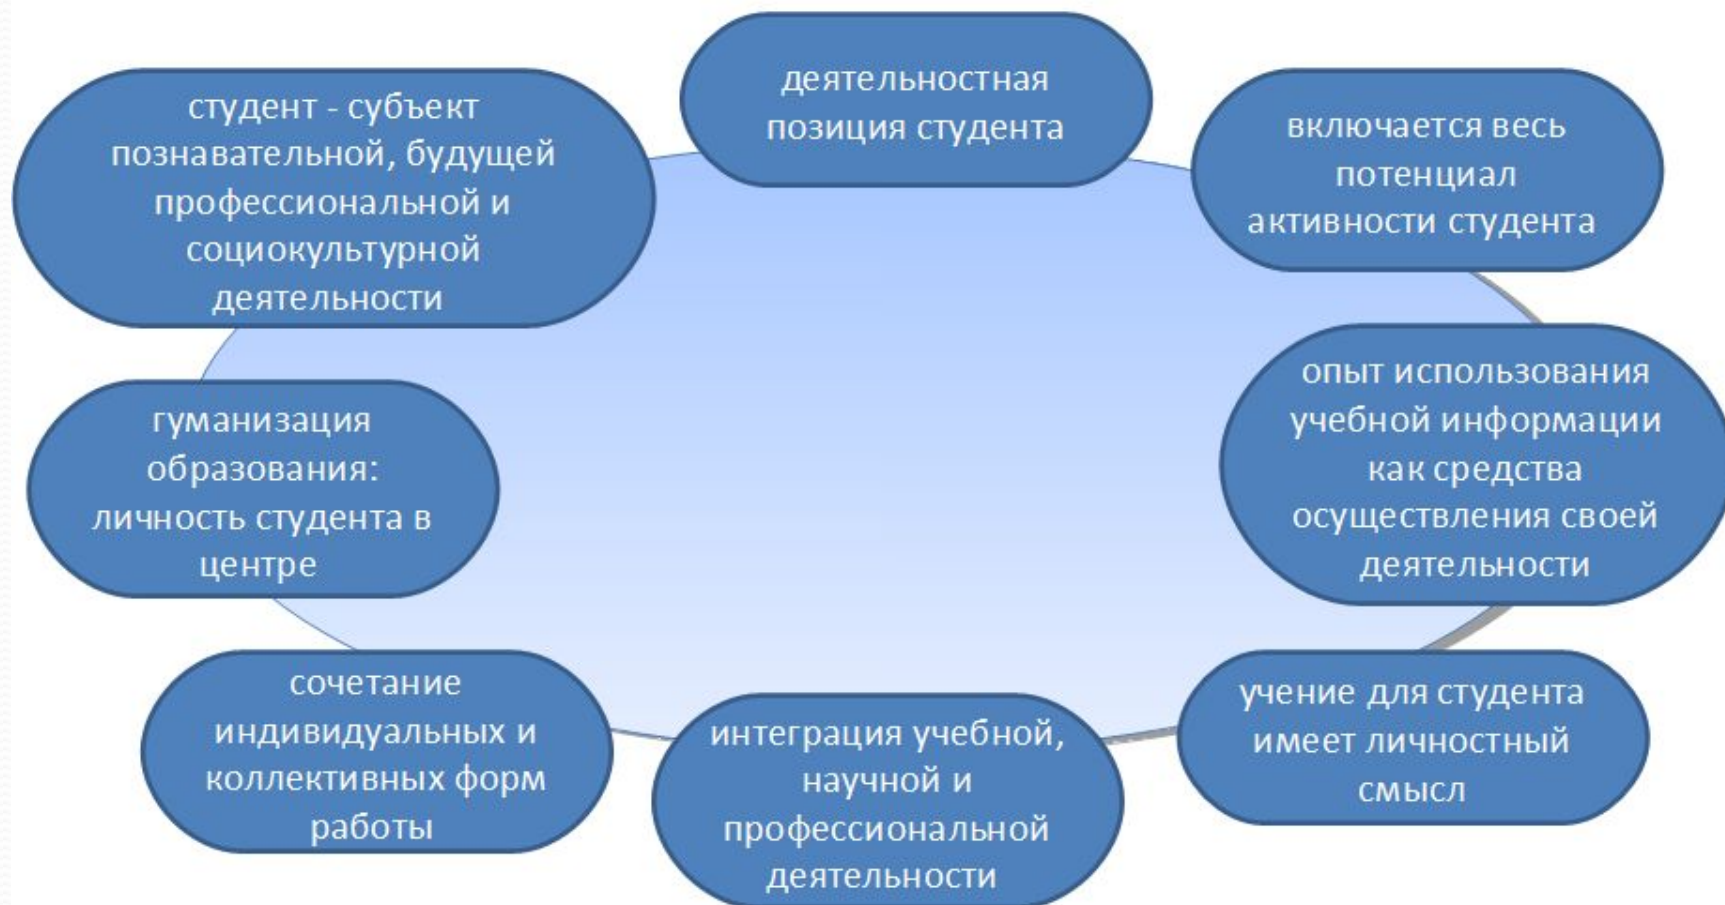 деятельностная
позиция студента
студент - субъект
познавательной, будущей
профессиональной и
социокультурной
деятельности
включается весь
потенциал
активности студента
гуманизация
образования:
личность студента в
центре
опыт использования
учебной информации
как средства
осуществления своей
деятельности
сочетание
индивидуальных и
коллективных форм
работы
интеграция учебной,
научной и
профессиональной
деятельности
учение для студента
имеет личностный
смысл